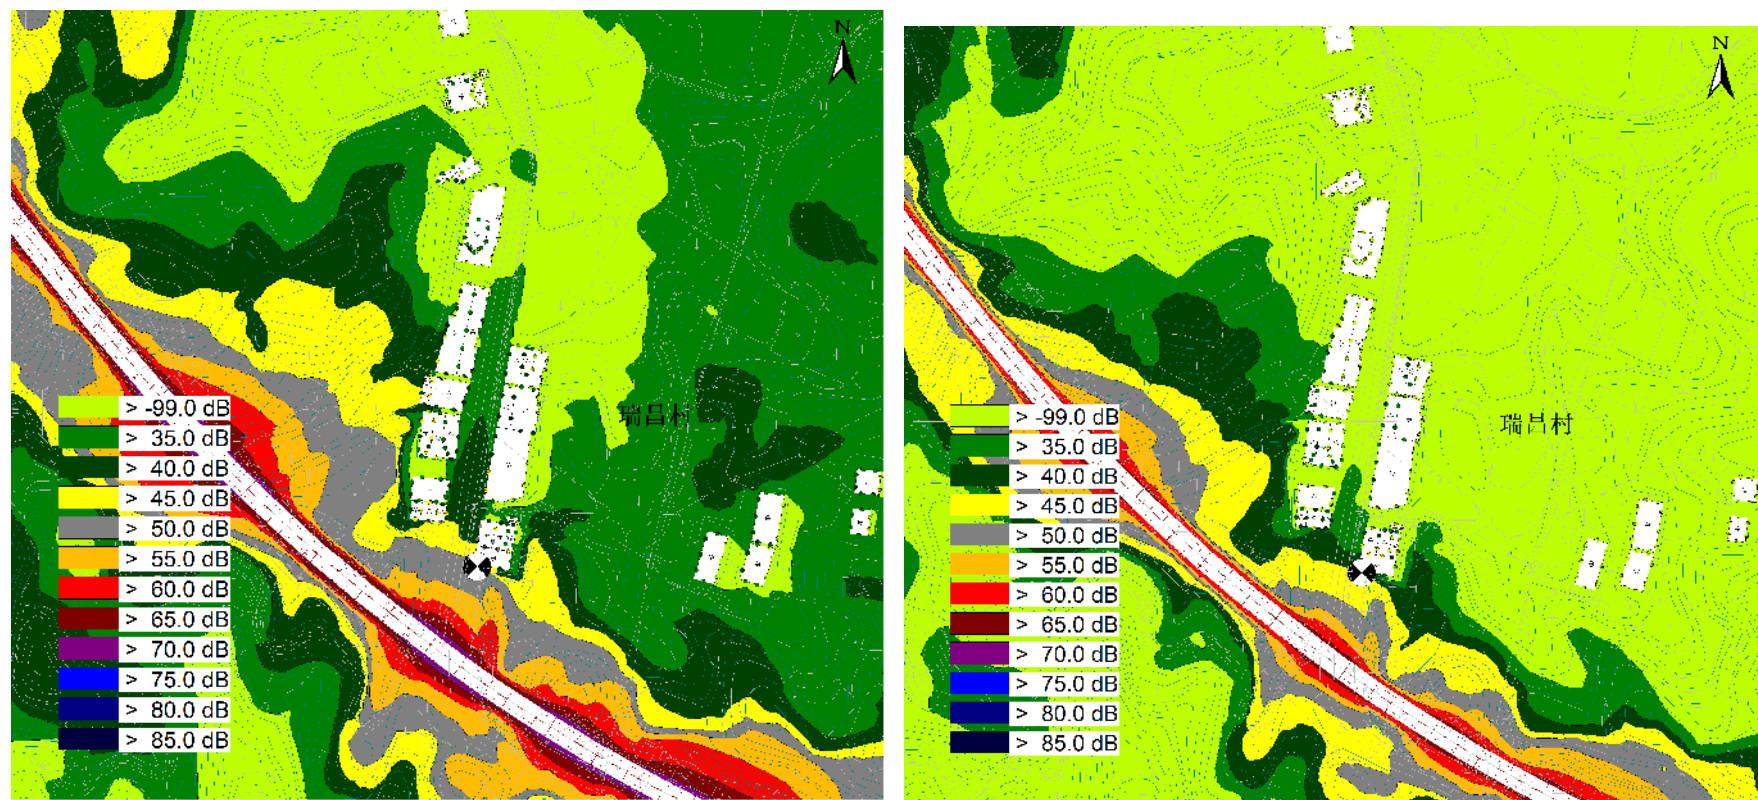 N
瑞昌村
> -99.0 dB
> 35.0 dB
> 40.0 dB
> 45.0 dB
> 50.0 dB
> 55.0 dB
> 60.0 dB
> 65.0 dB
> 70.0 dB
> 75.0 dB
> 80.0 dB
> 85.0 dB
N
瑞昌村
> -99.0 dB
> 35.0 dB
> 40.0 dB
> 45.0 dB
> 50.0 dB
> 55.0 dB
> 60.0 dB
> 65.0 dB
> 70.0 dB
> 75.0 dB
> 80.0 dB
> 85.0 dB